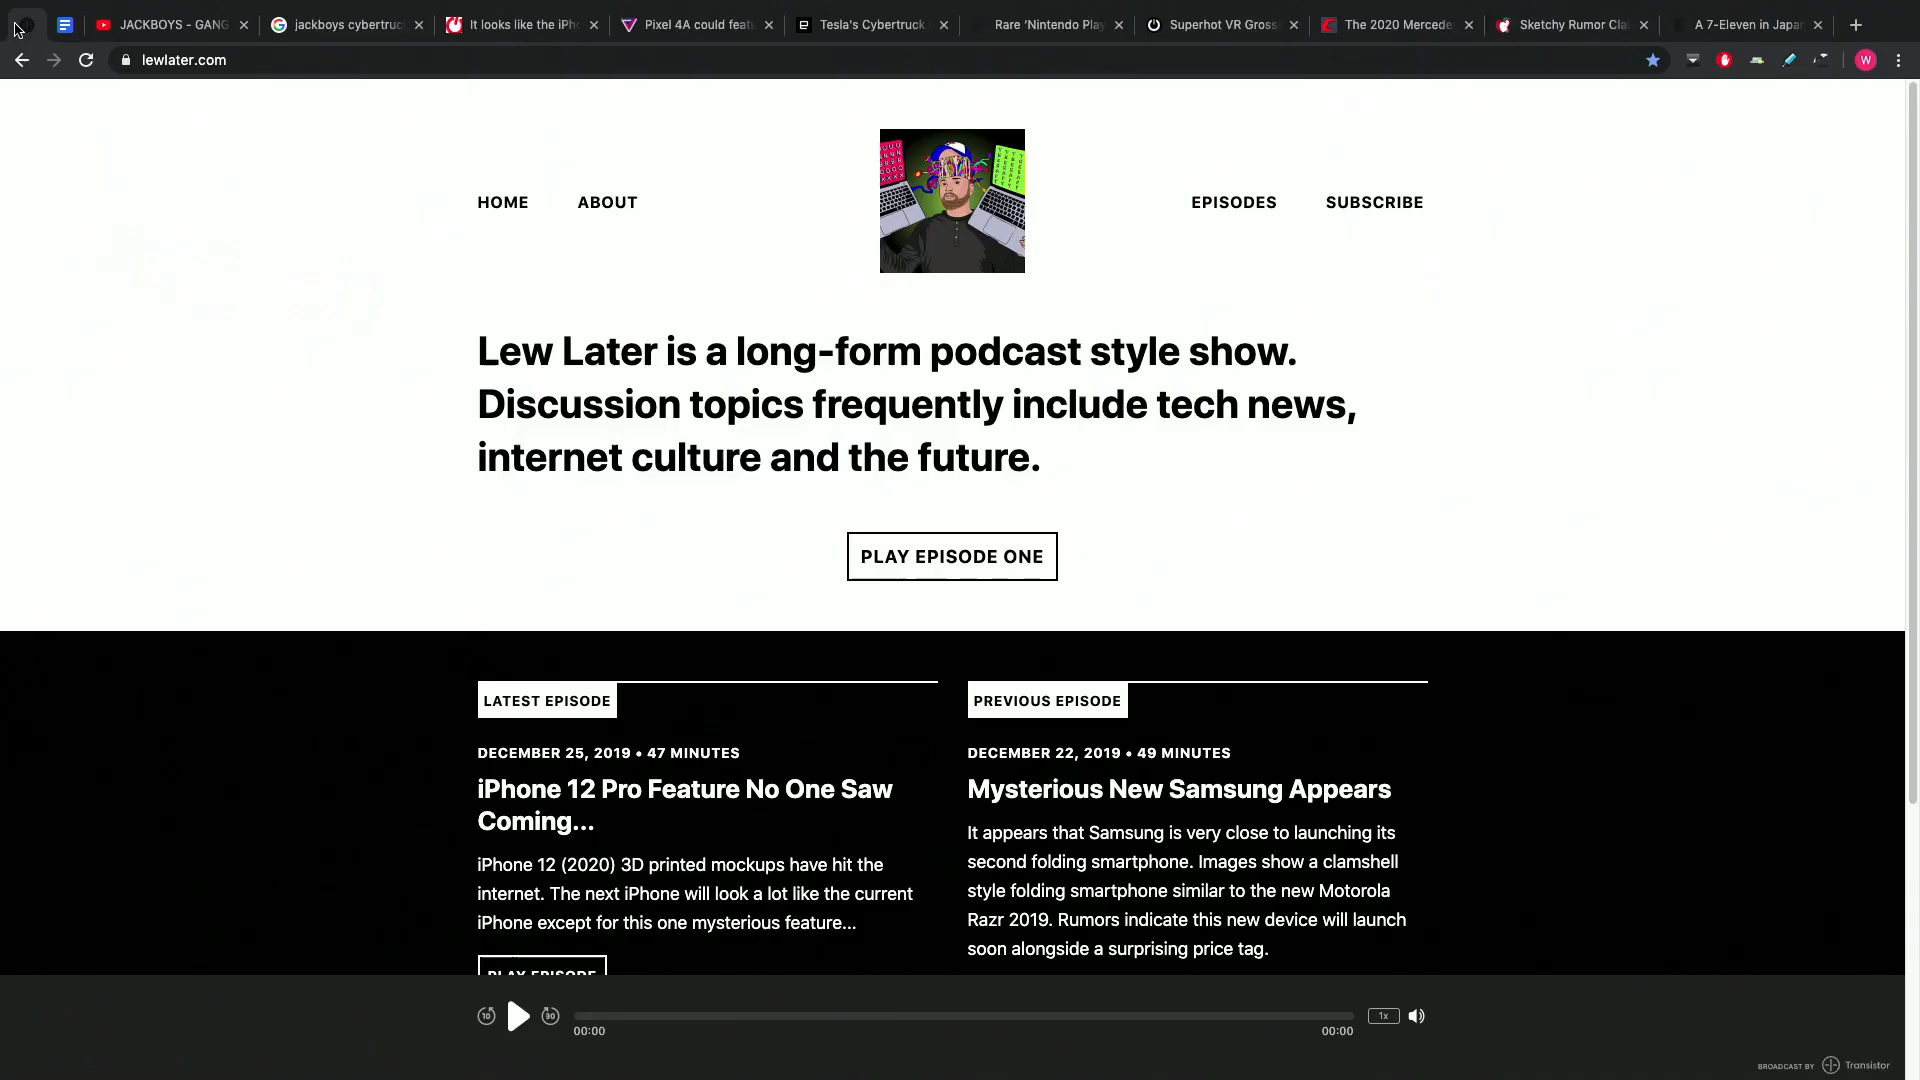 JACKBOYS - GANG
jackboys cybertruc
It looks like the iPh
Pixel 4A could feat
Tesla's Cybertruck
Rare ‘Nintendo Play
Superhot VR Gross
The 2020 Mercede
Sketchy Rumor Cla
A 7-Eleven in Japa
lewlater.com
W
HOME
ABOUT
EPISODES
SUBSCRIBE
Lew Later is a long-form podcast style show.
Discussion topics frequently include tech news,
internet culture and the future.
PLAY EPISODE ONE
LATEST EPISODE
DECEMBER 25, 2019 • 47 MINUTES
iPhone 12 Pro Feature No One Saw
Coming...
iPhone 12 (2020) 3D printed mockups have hit the
internet. The next iPhone will look a lot like the current
iPhone except for this one mysterious feature...
PLAY EPISODE
PREVIOUS EPISODE
DECEMBER 22, 2019 • 49 MINUTES
Mysterious New Samsung Appears
It appears that Samsung is very close to launching its
second folding smartphone. Images show a clamshell
style folding smartphone similar to the new Motorola
Razr 2019. Rumors indicate this new device will launch
soon alongside a surprising price tag.
10
30
00:00
00:00
1x
BROADCAST BY Transistor